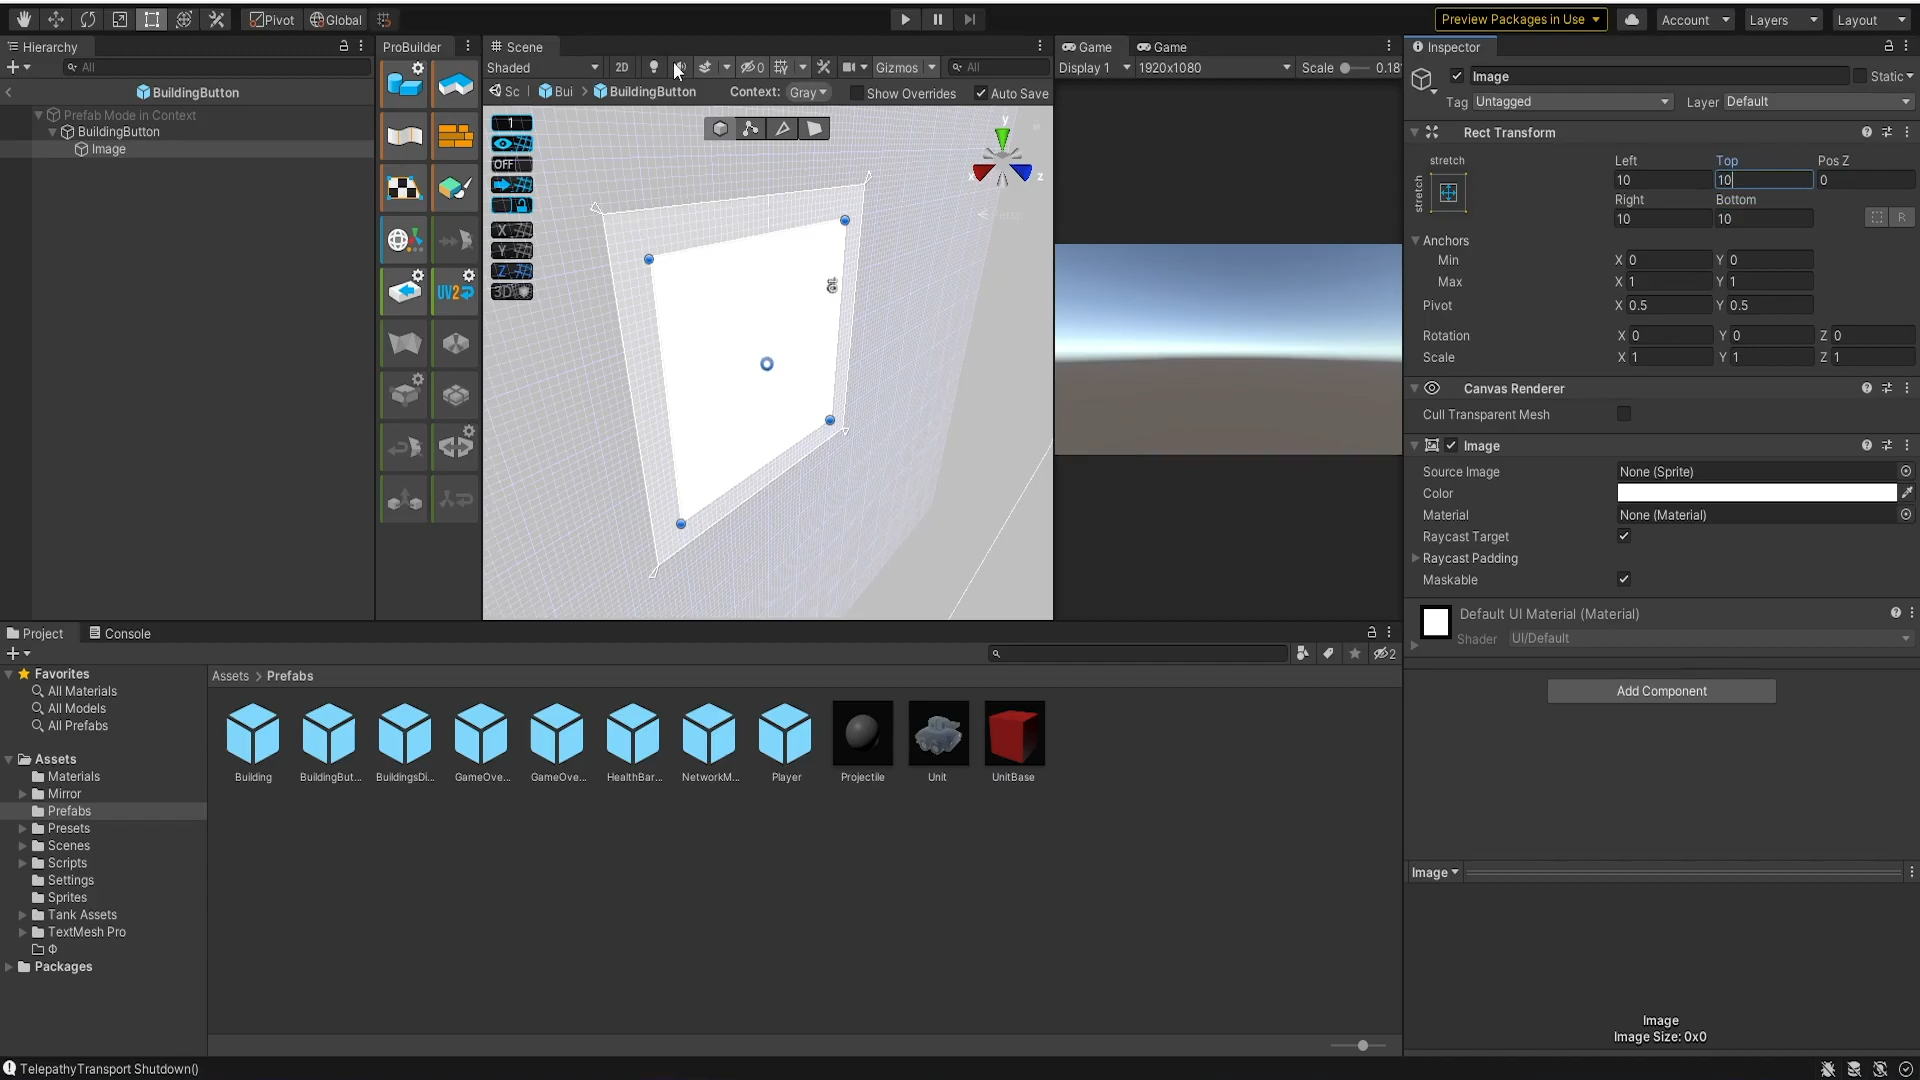 Pivot
Global
Preview Packages in Use
Account
Layers
Layout
Hierarchy
ProBuilder
Scene
Game
Game
Inspector
All
Shaded
2D
0
Gizmos
All
Display 1
1920x1080
Scale
0.18
Image
Static
BuildingButton
Sc
Bui
BuildingButton
Context:
Gray
Show Overrides
Auto Save
Tag
Untagged
Layer
Default
Prefab Mode in Context
BuildingButton
Image
1
OFF
X
Y
Z
3D
y
x
z
UV2
Rect Transform
stretch
stretch
Left
Top
Pos Z
10
10
0
Right
Bottom
10
10
R
Anchors
Min
X 0
Y 0
Max
X 1
Y 1
Pivot
X 0.5
Y 0.5
Rotation
X 0
Y 0
Z 0
Scale
X 1
Y 1
Z 1
Canvas Renderer
Cull Transparent Mesh
Image
Source Image
None (Sprite)
Color
Material
None (Material)
Raycast Target
Raycast Padding
Maskable
Default UI Material (Material)
Shader
UI/Default
Add Component
Project
Console
2
Favorites
All Materials
All Models
All Prefabs
Assets
Materials
Mirror
Prefabs
Presets
Scenes
Scripts
Settings
Sprites
Tank Assets
TextMesh Pro
Ф
Packages
Assets > Prefabs
Building
BuildingBut...
BuildingsDi...
GameOve...
GameOve...
HealthBar...
NetworkM...
Player
Projectile
Unit
UnitBase
Image
Image
Image Size: 0x0
TelepathyTransport Shutdown()